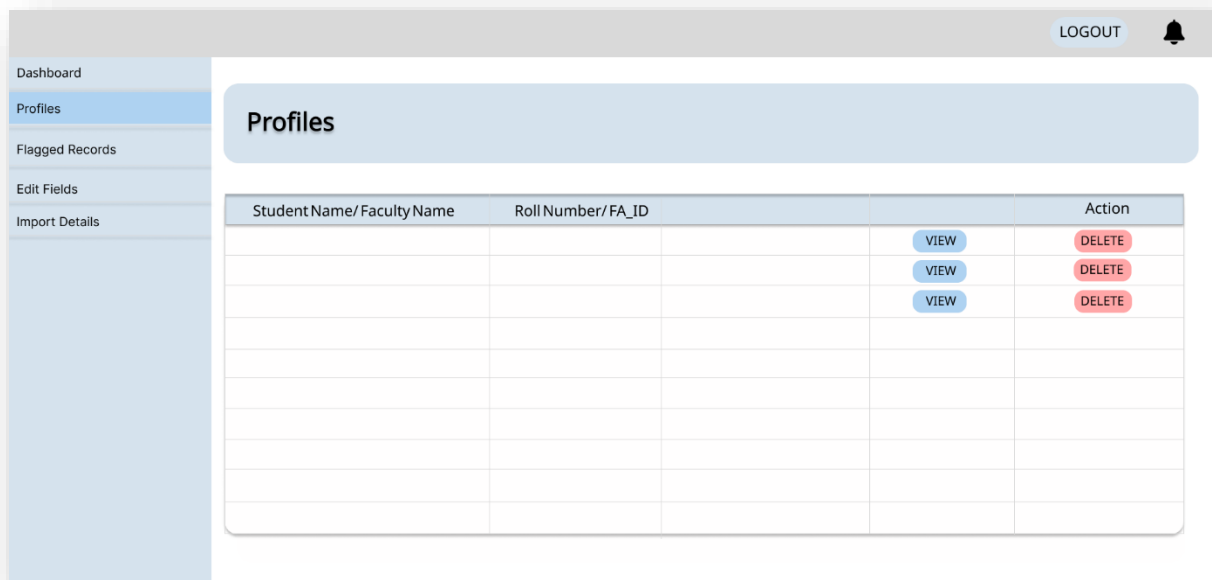 LOGOUT
Dashboard
Profiles
Flagged Records
Edit Fields
Import Details
Profiles
Student Name/ Faculty Name Roll Number/ FA_ID Action
VIEW DELETE
VIEW DELETE
VIEW DELETE